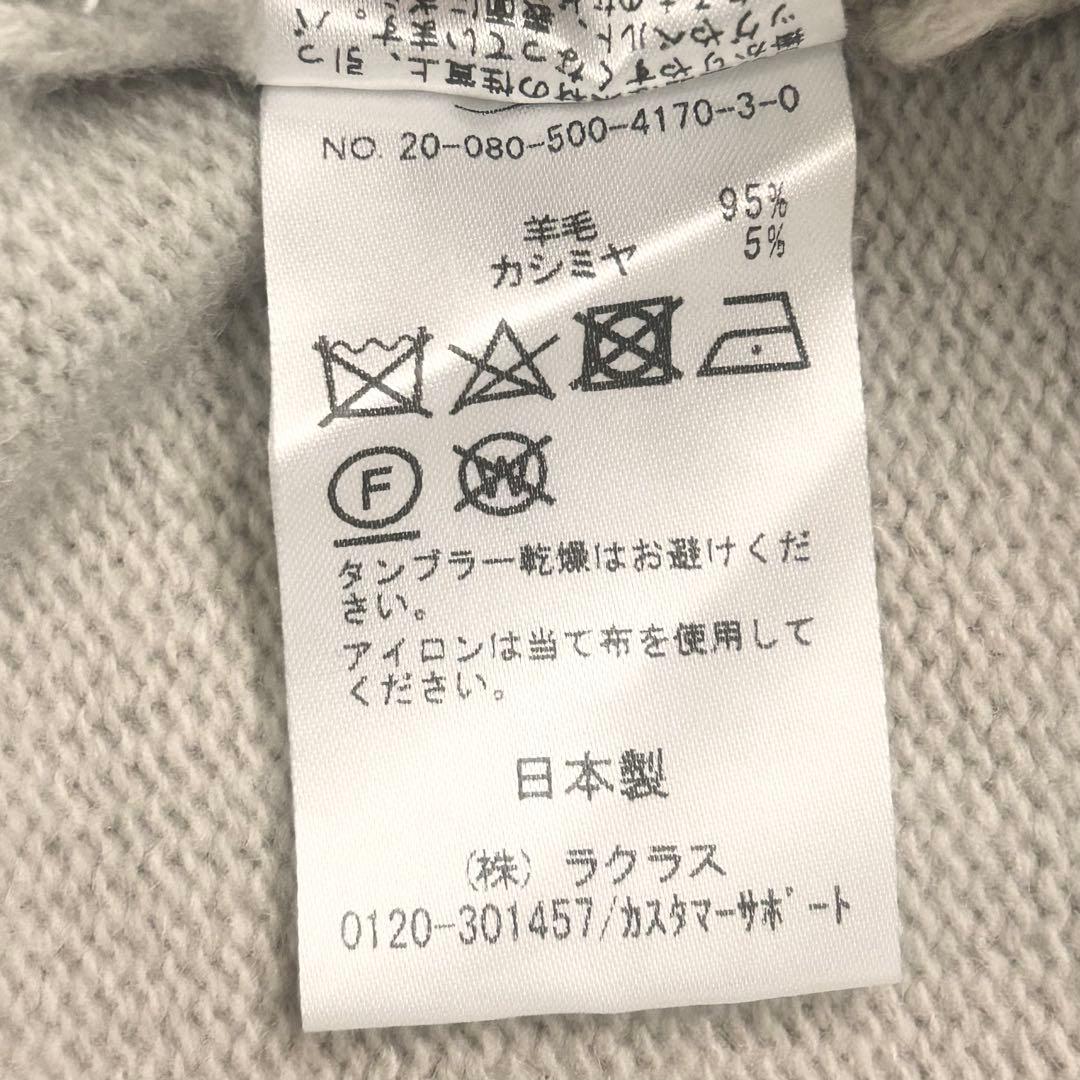 NO. 20-080-500-4170-3-0
羊毛 95%
カシミヤ 5%
F
W
タンブラー乾燥はお避けくだ
さい。
アイロンは当て布を使用して
ください。
日本製
(株) ラクラス
0120-301457/カスタマーサポート